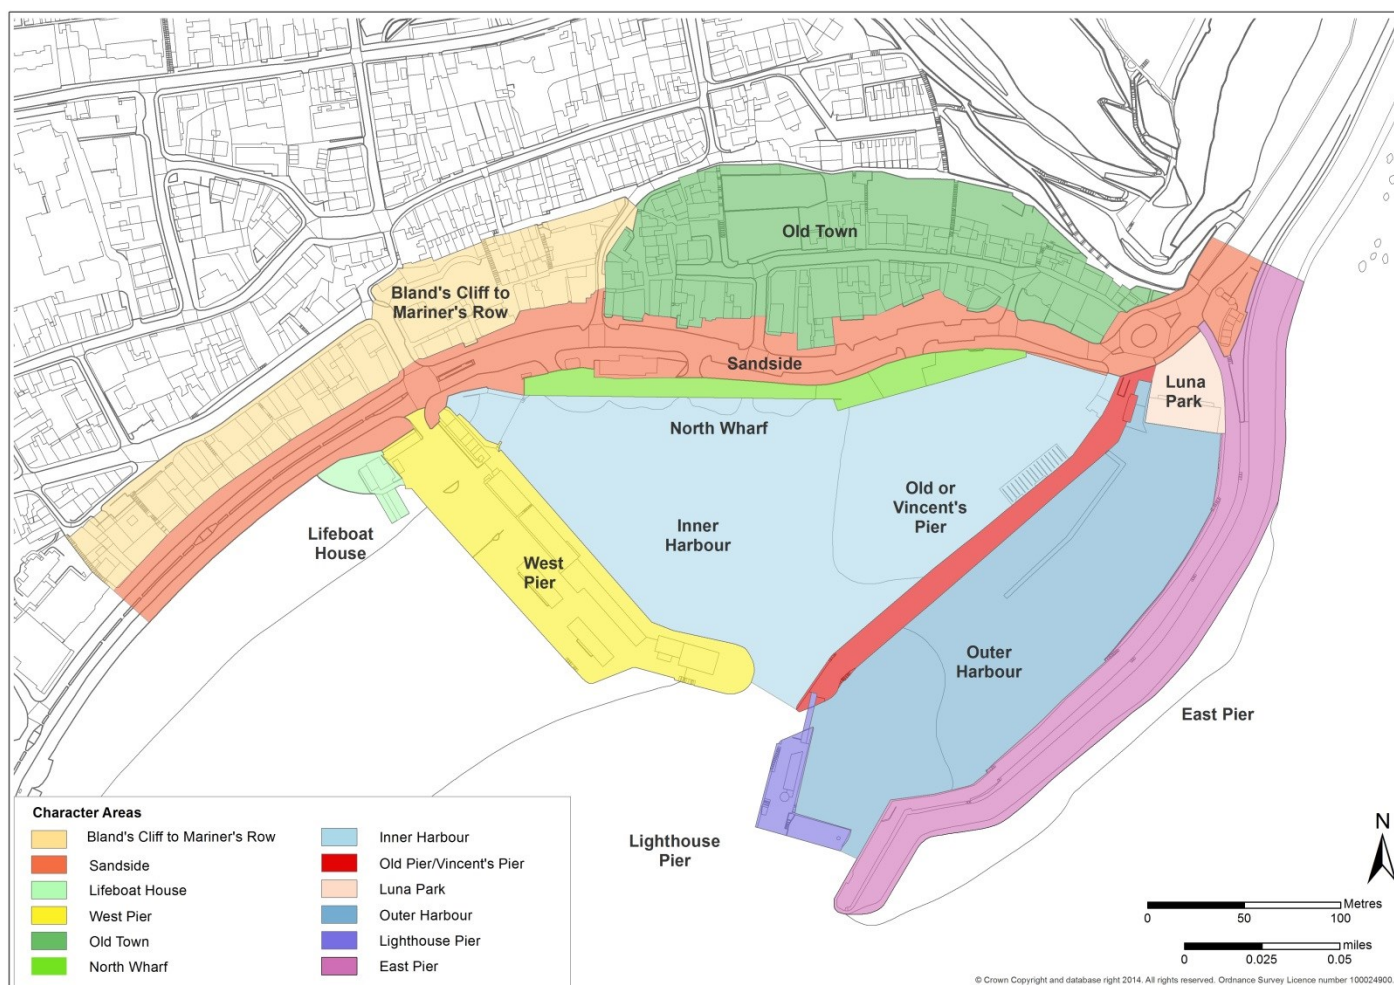 Old Town
Bland's Cliff to
Mariner's Row
Sandside
Luna
Park
North Wharf
Old or
Vincent's
Pier
Inner
Harbour
Lifeboat
House
West
Pier
Outer
Harbour
East Pier
Lighthouse
Pier
Character Areas
Bland's Cliff to Mariner's Row
Sandside
Lifeboat House
West Pier
Old Town
North Wharf
Inner Harbour
Old Pier/Vincent's Pier
Luna Park
Outer Harbour
Lighthouse Pier
East Pier
N
Metres
0 50 100
miles
0 0.025 0.05
© Crown Copyright and database right 2014. All rights reserved. Ordnance Survey Licence number 100024900.